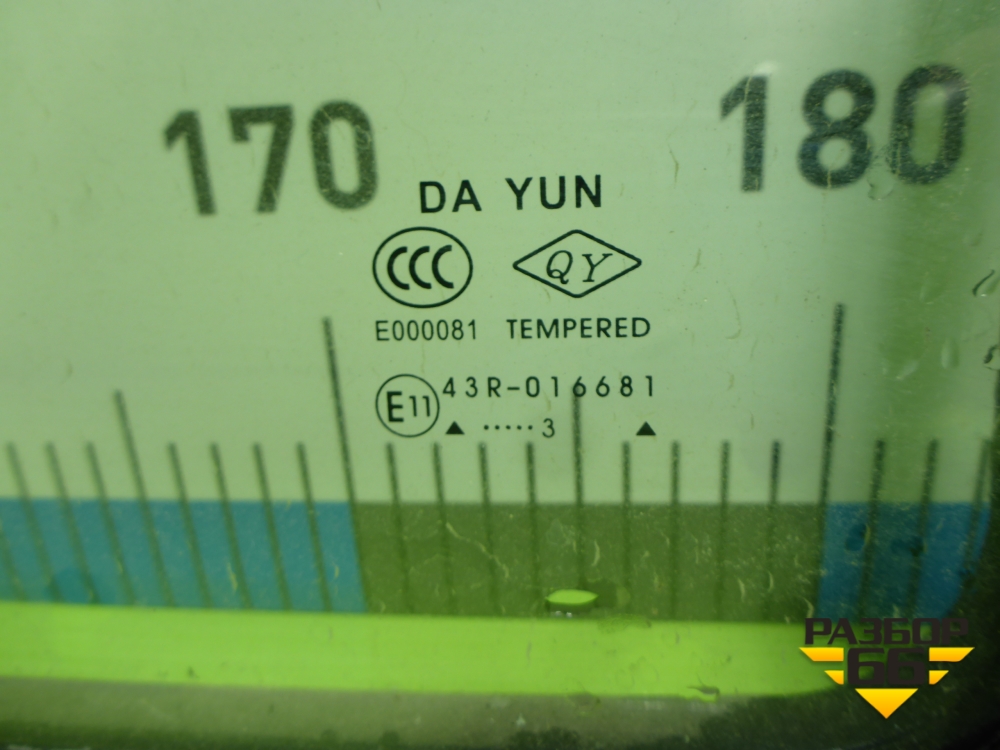 170 180
DA YUN
CCC QY
E000081 TEMPERED
E11 43R-016681
▲ ·····3 ▲
РАЗБОР
66